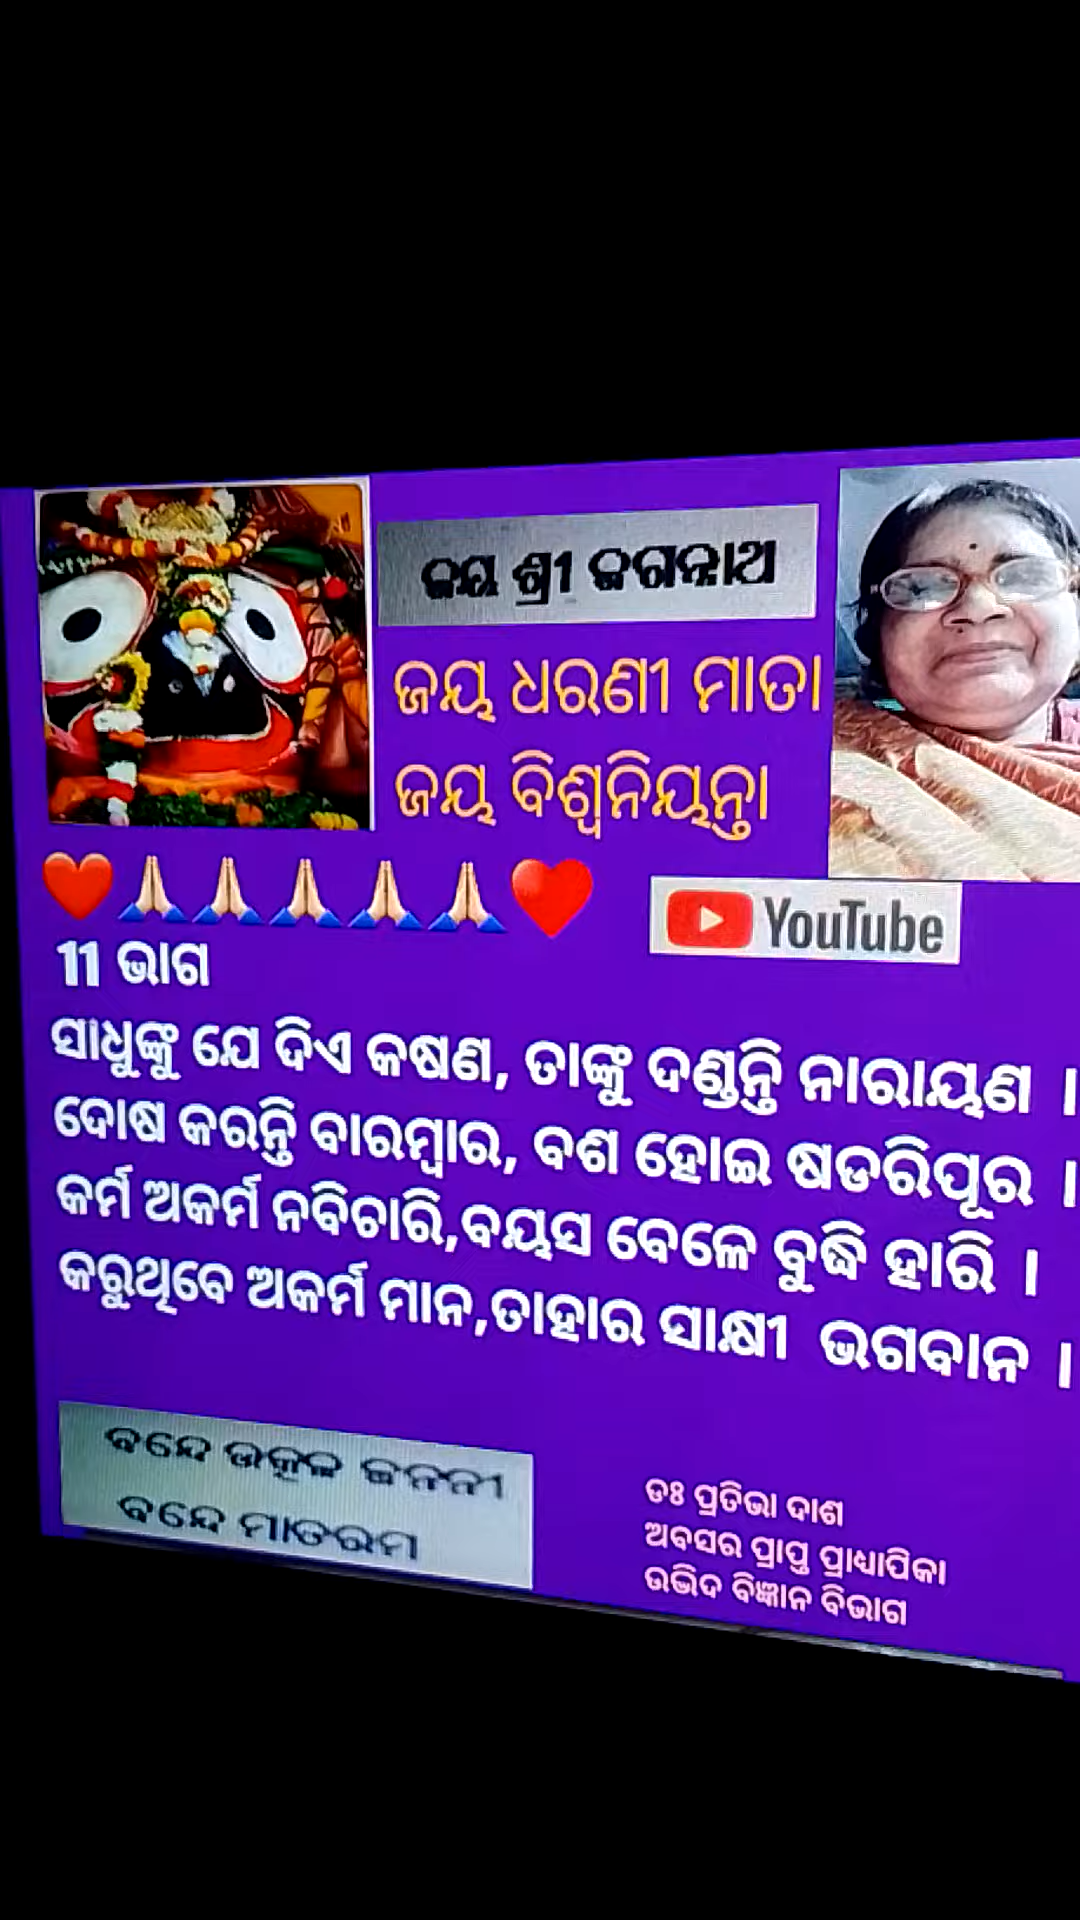 ଜୟ ଶ୍ରୀ ଜଗନ୍ନାଥ
ଜୟ ଧରଣୀ ମାତା
ଜୟ ବିଶ୍ୱନିୟନ୍ତା
YouTube
11 ଭାଗ
ସାଧୁଙ୍କୁ ଯେ ଦିଏ କଷଣ, ତାଙ୍କୁ ଦଣ୍ଡନ୍ତି ନାରାୟଣ ।
ଦୋଷ କରନ୍ତି ବାରମ୍ବାର, ବଶ ହୋଇ ଷଡରିପୂର ।
କର୍ମ ଅକର୍ମ ନବିଚାରି,ବୟସ ବେଳେ ବୁଦ୍ଧି ହାରି ।
କରୁଥିବେ ଅକର୍ମ ମାନ,ତାହାର ସାକ୍ଷୀ ଭଗବାନ ।
ବନ୍ଦେ ଉତ୍କଳ ଜନନୀ
ବନ୍ଦେ ମାତରମ
ଡଃ ପ୍ରତିଭା ଦାଶ
ଅବସର ପ୍ରାପ୍ତ ପ୍ରାଧ୍ୟାପିକା
ଉଦ୍ଭିଦ ବିଜ୍ଞାନ ବିଭାଗ